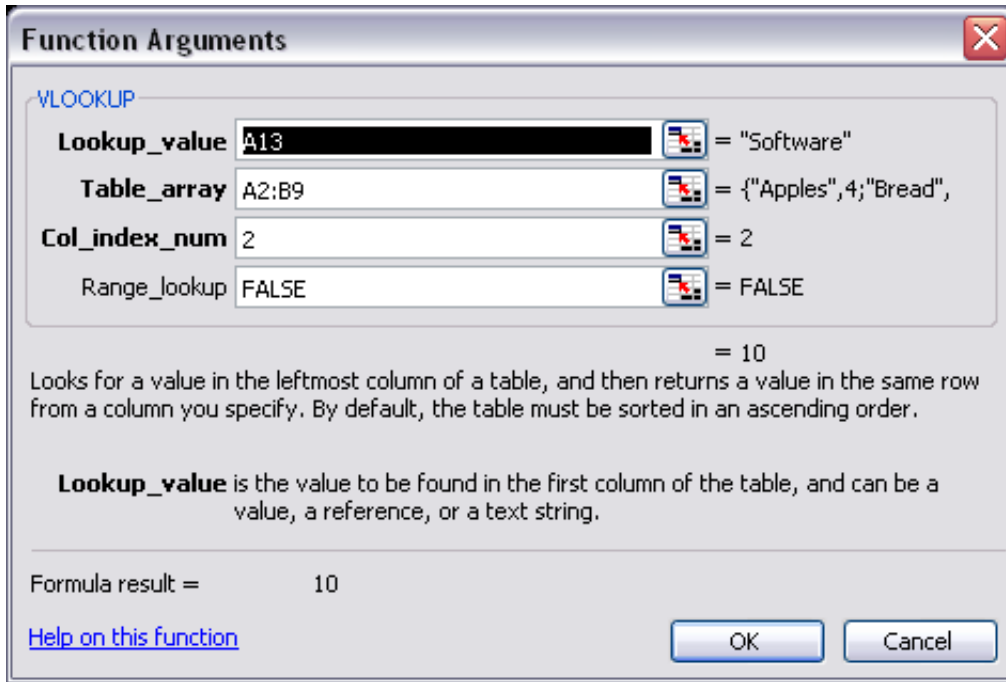 Function Arguments
VLOOKUP
Lookup_value A13 = "Software"
Table_array A2:B9 = {"Apples",4;"Bread",
Col_index_num 2 = 2
Range_lookup FALSE = FALSE
= 10
Looks for a value in the leftmost column of a table, and then returns a value in the same row
from a column you specify. By default, the table must be sorted in an ascending order.
Lookup_value is the value to be found in the first column of the table, and can be a
value, a reference, or a text string.
Formula result = 10
Help on this function OK Cancel